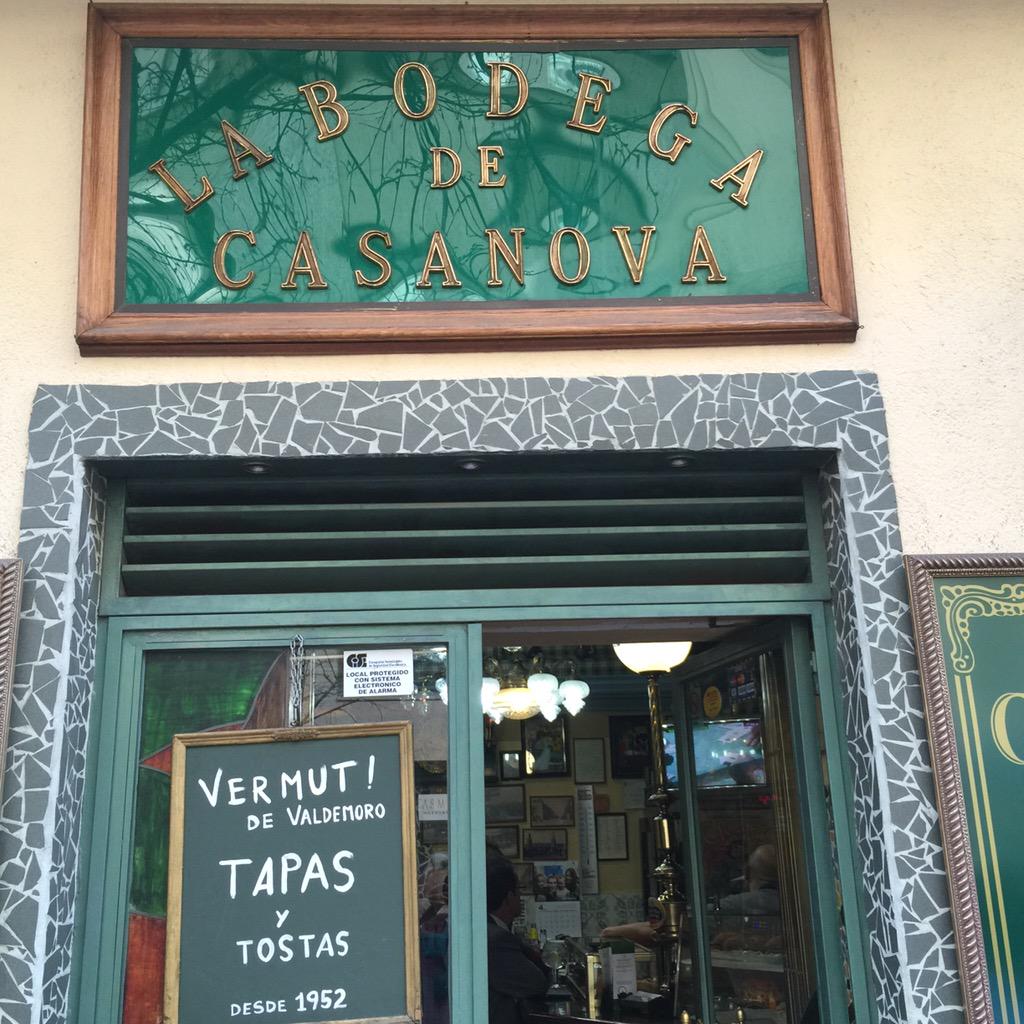 LA BODEGA
DE
CASANOVA
LOCAL PROTEGIDO
CON SISTEMA
ELECTRONICO
DE ALARMA
VERMUT!
DE VALDEMORO
TAPAS
Y
TOSTAS
DESDE 1952